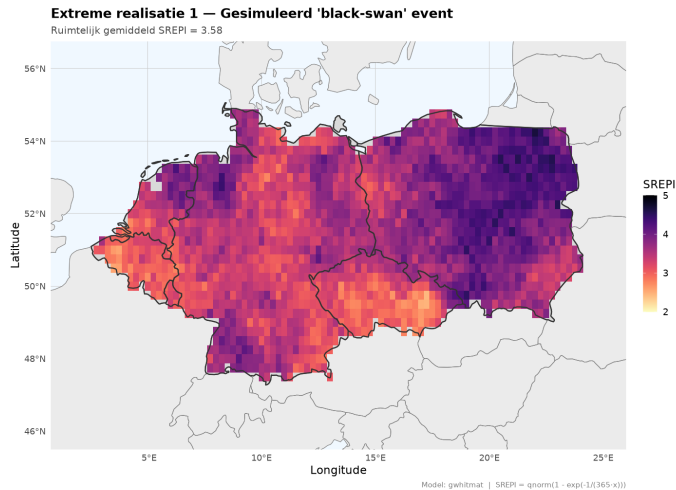 Extreme realisatie 1 — Gesimuleerd 'black-swan' event
Ruimtelijk gemiddeld SREPI = 3.58
56°N
54°N
52°N
50°N
48°N
46°N
Latitude
5°E
10°E
15°E
20°E
25°E
Longitude
SREPI
5
4
3
2
Model: gwhitmat | SREPI = qnorm(1 - exp(-1/(365·x)))